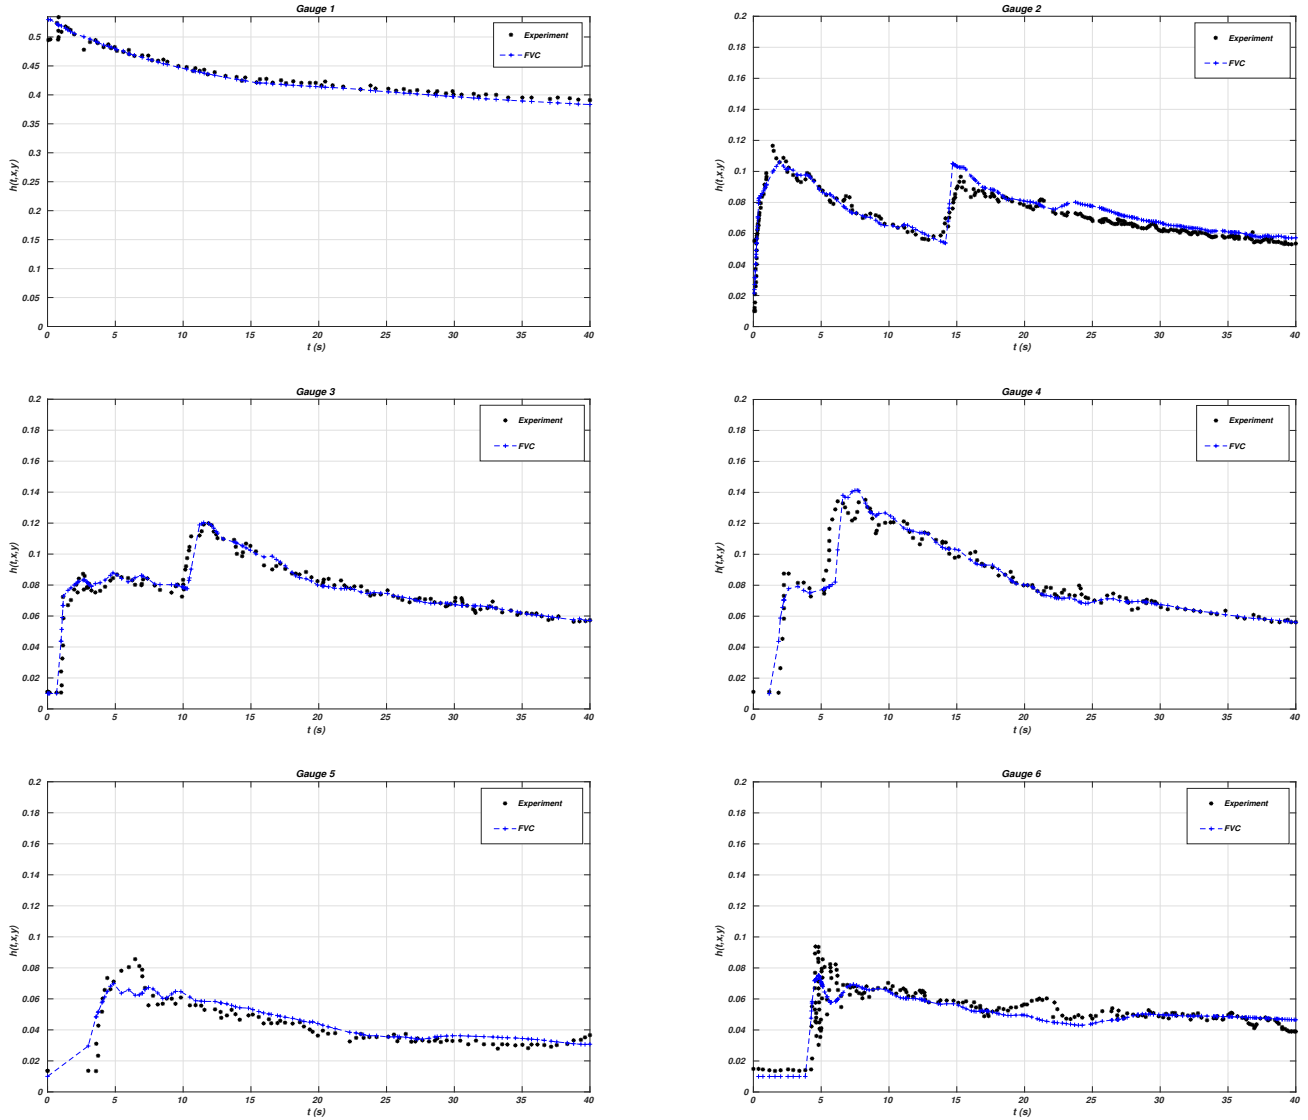 Gauge 1
0.5
0.45
0.4
0.35
0.3
0.25
0.2
0.15
0.1
0.05
0
h(t,x,y)
Experiment
FVC
0 5 10 15 20 25 30 35 40
t (s)
Gauge 2
0.2
0.18
0.16
0.14
0.12
0.1
0.08
0.06
0.04
0.02
0
h(t,x,y)
Experiment
FVC
0 5 10 15 20 25 30 35 40
t (s)
Gauge 3
0.2
0.18
0.16
0.14
0.12
0.1
0.08
0.06
0.04
0.02
0
h(t,x,y)
Experiment
FVC
0 5 10 15 20 25 30 35 40
t (s)
Gauge 4
0.2
0.18
0.16
0.14
0.12
0.1
0.08
0.06
0.04
0.02
0
h(t,x,y)
Experiment
FVC
0 5 10 15 20 25 30 35 40
t (s)
Gauge 5
0.2
0.18
0.16
0.14
0.12
0.1
0.08
0.06
0.04
0.02
0
h(t,x,y)
Experiment
FVC
0 5 10 15 20 25 30 35 40
t (s)
Gauge 6
0.2
0.18
0.16
0.14
0.12
0.1
0.08
0.06
0.04
0.02
0
h(t,x,y)
Experiment
FVC
0 5 10 15 20 25 30 35 40
t (s)